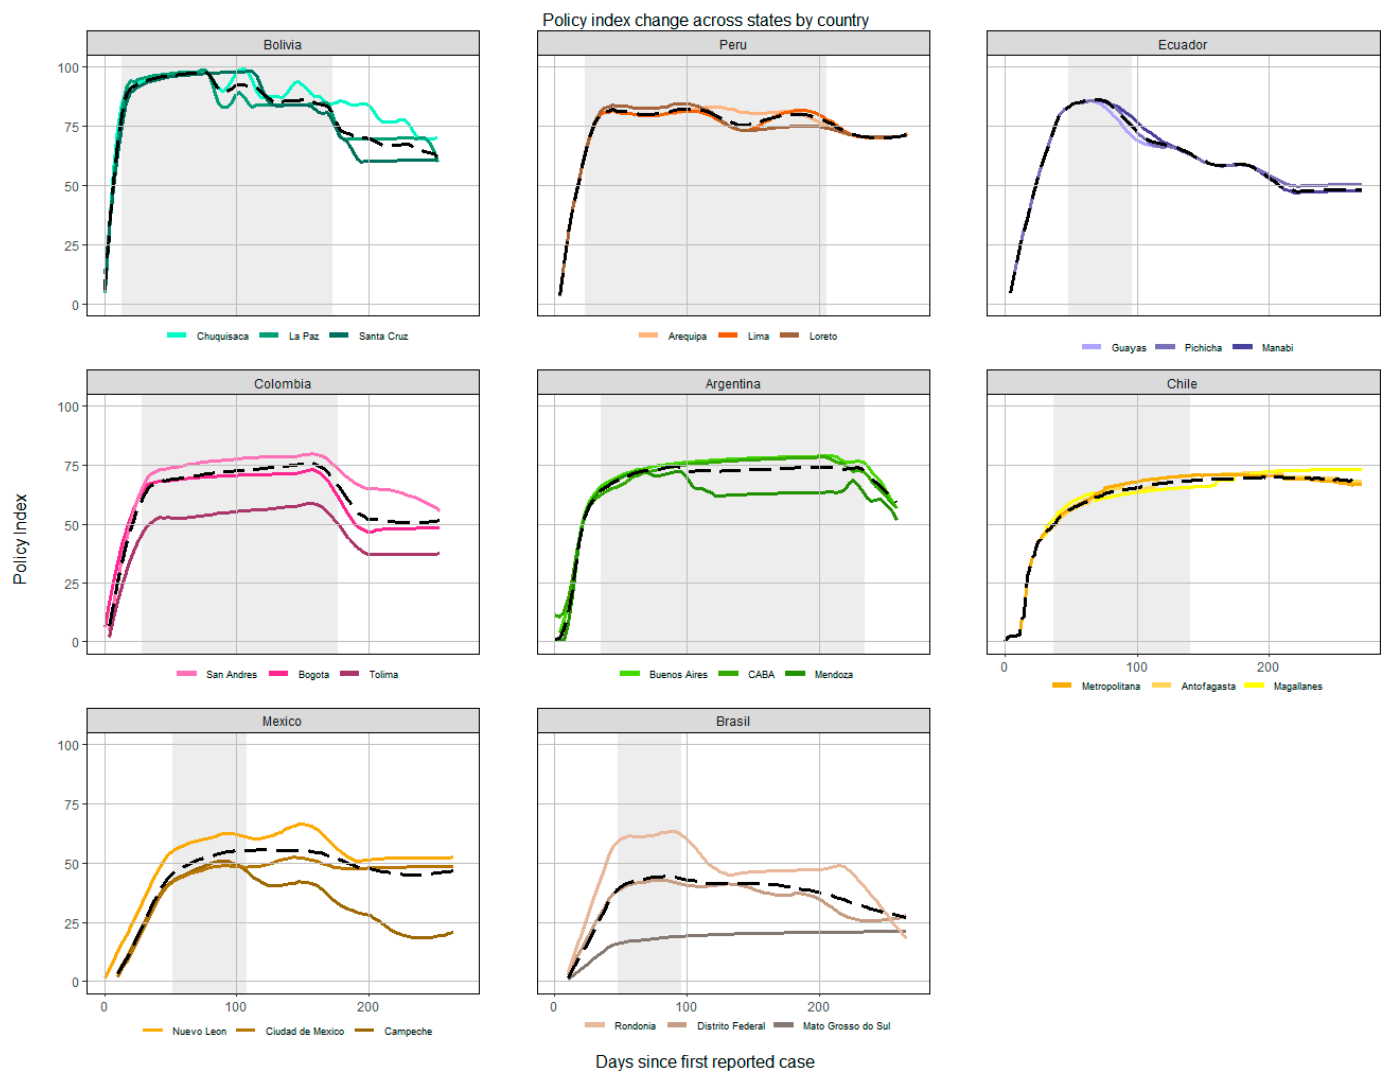 Policy index change across states by country
Bolivia
Peru
Ecuador
100
75
50
25
0
Chuquisaca La Paz Santa Cruz
Arequipa Lima Loreto
Guayas Pichicha Manabi
Colombia
Argentina
Chile
100
75
50
25
0
0 100 200
San Andres Bogota Tolima
Buenos Aires CABA Mendoza
Metropolitana Antofagasta Magallanes
Policy Index
Mexico
Brasil
100
75
50
25
0
0 100 200
0 100 200
Nuevo Leon Ciudad de Mexico Campeche
Rondonia Distrito Federal Mato Grosso do Sul
Days since first reported case